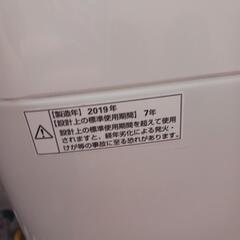 【製造年】2019年
【設計上の標準使用期間】7年
設計上の標準使用期間を超えて使用
されますと、経年劣化による発火・
けが等の事故に至る恐れがあります。